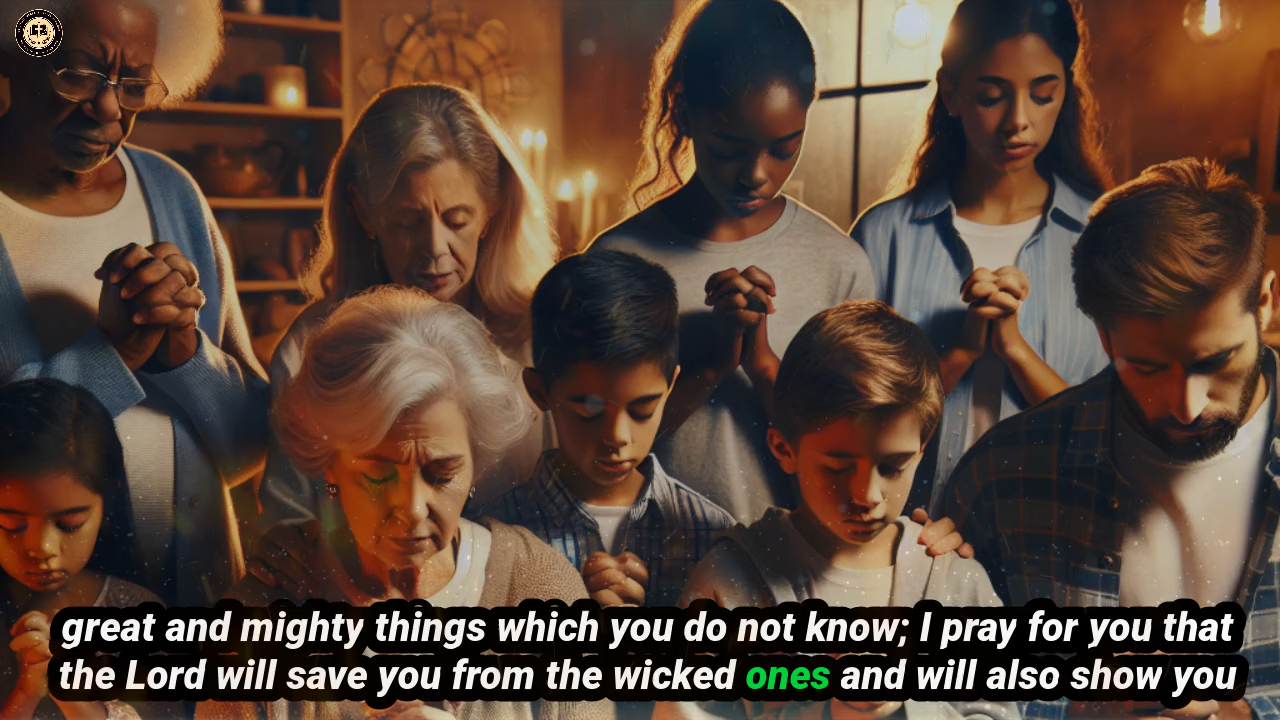 great and mighty things which you do not know; I pray for you that
the Lord will save you from the wicked ones and will also show you